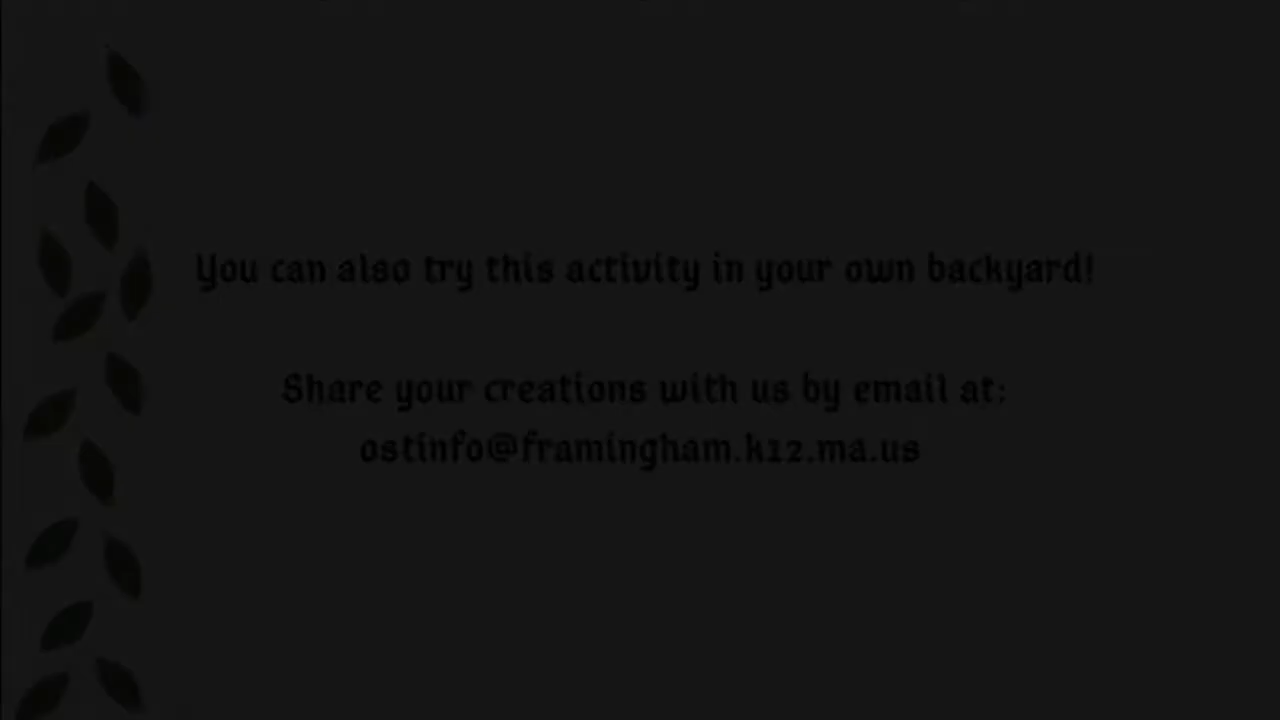 You can also try this activity in your own backyard!
Share your creations with us by email at:
ostinfo@framingham.k12.ma.us